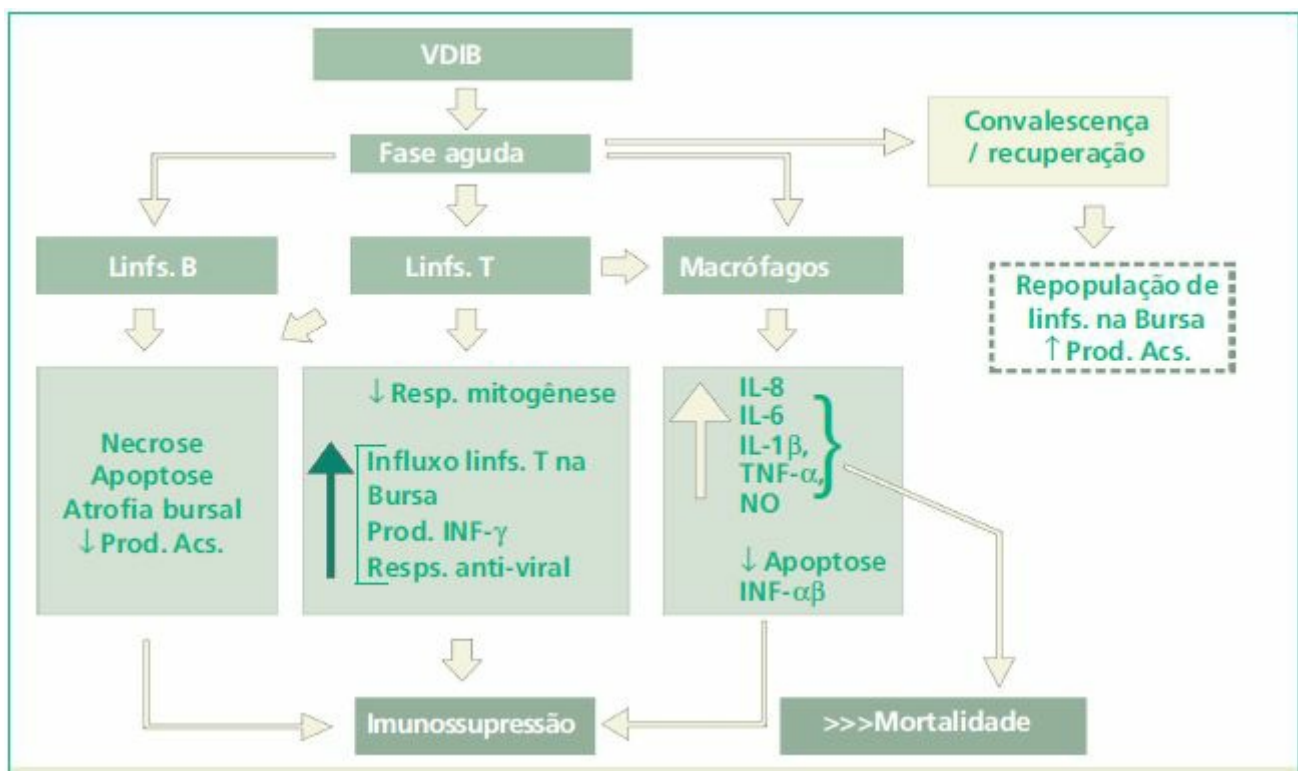 VDIB
Fase aguda
Convalescença
/ recuperação
Linfs. B
Linfs. T
Macrófagos
Repopulação de
linfs. na Bursa
↑ Prod. Acs.
Necrose
Apoptose
Atrofia bursal
↓ Prod. Acs.
↓ Resp. mitogênese
Influxo linfs. T na
Bursa
Prod. INF-γ
Resps. anti-viral
IL-8
IL-6
IL-1β,
TNF-α,
NO
↓ Apoptose
INF-αβ
Imunossupressão
>>>Mortalidade